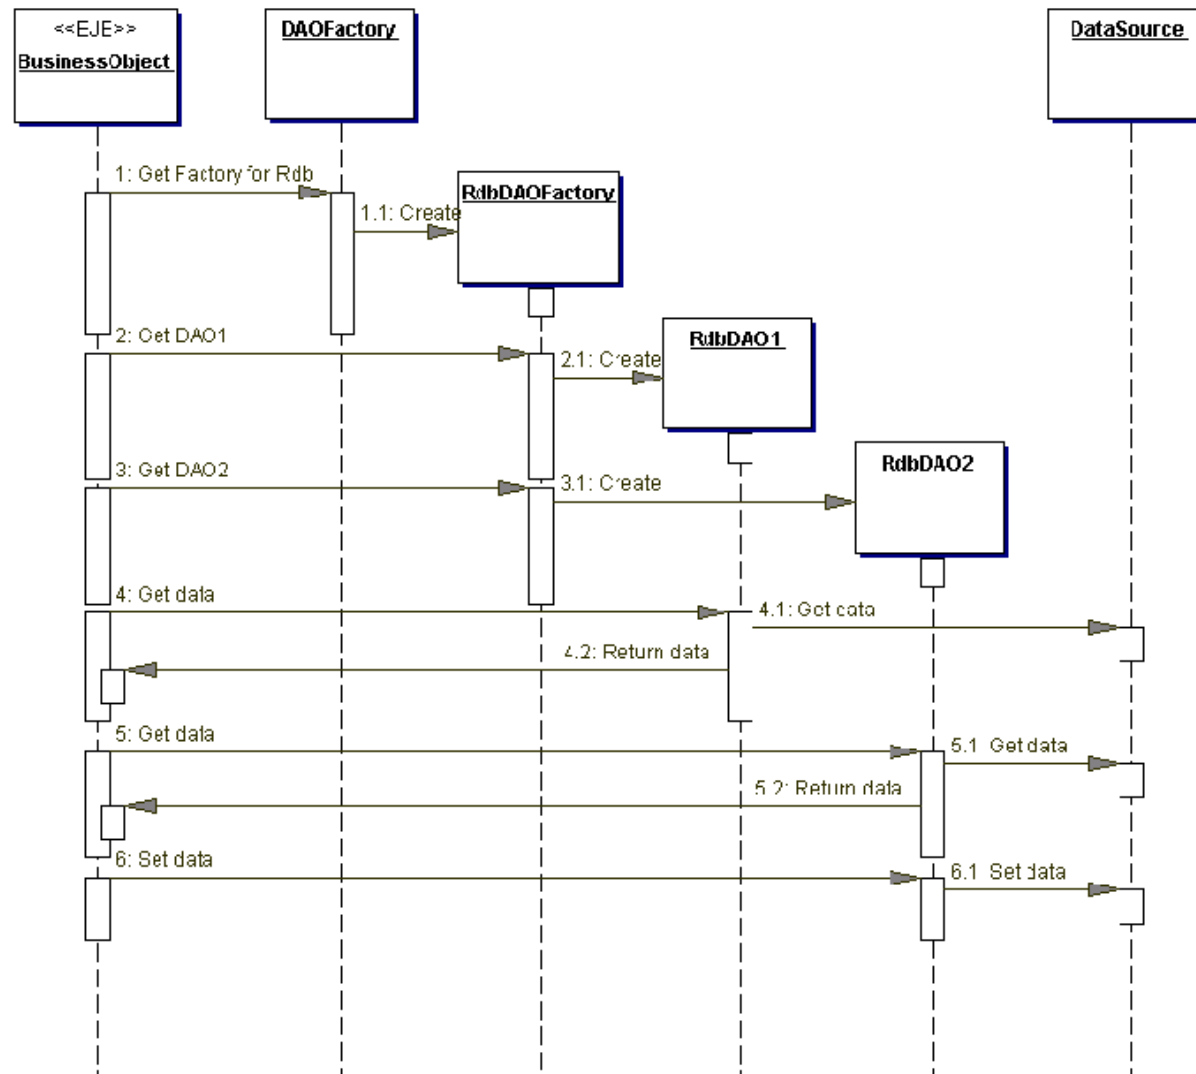 <<EJE>>
BusinessObject
DAOFactory
DataSource
1: Get Factory for Rdb
RdbDAOFactory
1.1: Create
2: Get DAO1
RdbDAO1
2.1: Create
RdbDAO2
3: Get DAO2
3.1: Create
4: Get data
4.1: Get data
4.2: Return data
5: Get data
5.1 Get data
5.2: Return data
6: Set data
6.1 Set data